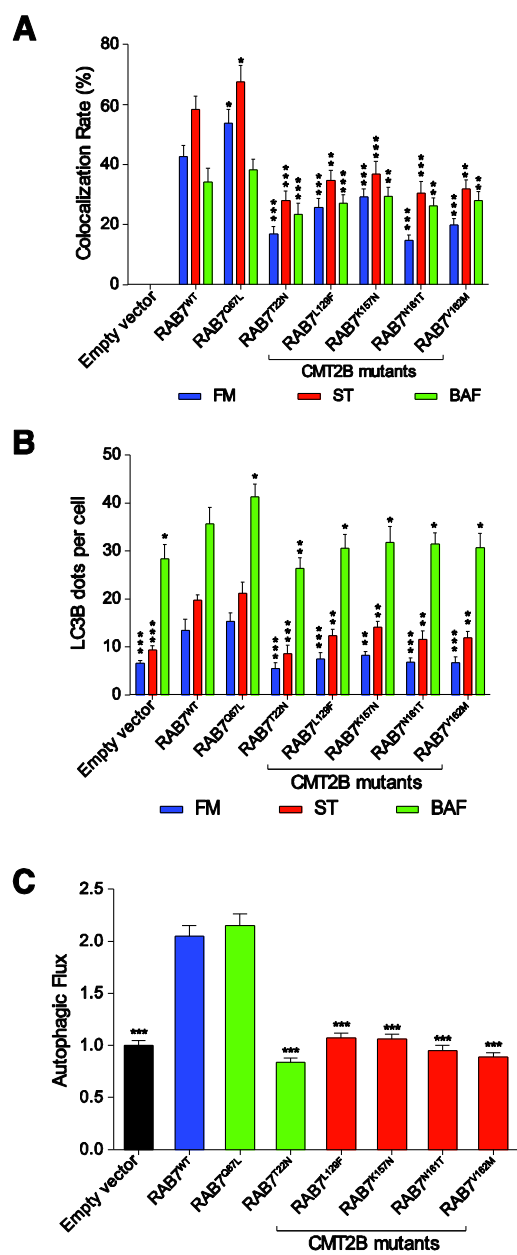 A
Colocalization Rate (%)
80
60
40
20
0
* * *** *** *** *** ** ** *** *** ** *** *** ** *** ** **
Empty vector RAB7WT RAB7Q67L RAB7T22N RAB7L129F RAB7K157N RAB7N161T RAB7V162M
CMT2B mutants
FM ST BAF
B
LC3B dots per cell
50
40
30
20
10
0
*** *** * * *** *** ** *** ** * * ** * *** ** * *** ** *
Empty vector RAB7WT RAB7Q67L RAB7T22N RAB7L129F RAB7K157N RAB7N161T RAB7V162M
CMT2B mutants
FM ST BAF
C
Autophagic Flux
2.5
2.0
1.5
1.0
0.5
0.0
*** *** *** *** *** ***
Empty vector RAB7WT RAB7Q67L RAB7T22N RAB7L129F RAB7K157N RAB7N161T RAB7V162M
CMT2B mutants